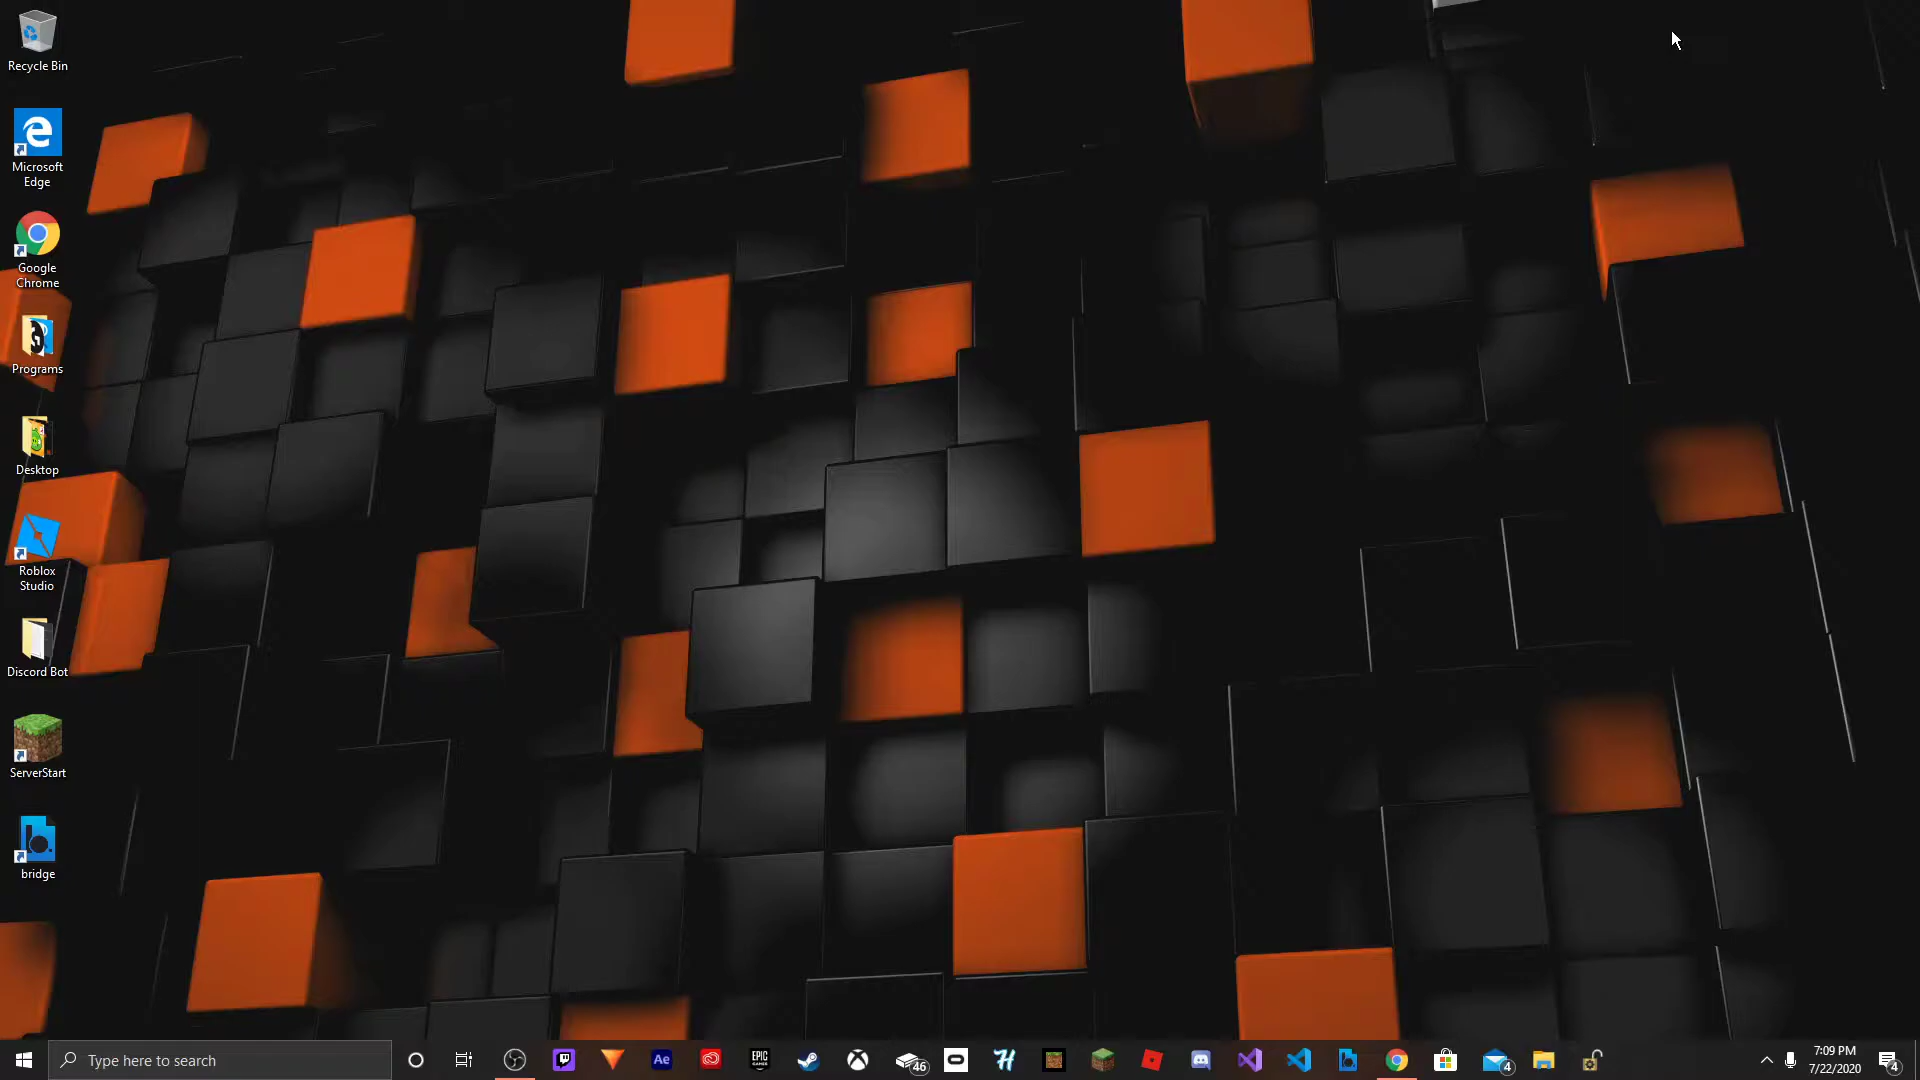 Recycle Bin
Microsoft
Edge
Google
Chrome
Programs
Desktop
Roblox
Studio
Discord Bot
ServerStart
bridge
Type here to search
Ae
EPIC
GAMES
46
4
7:09 PM
7/22/2020
4